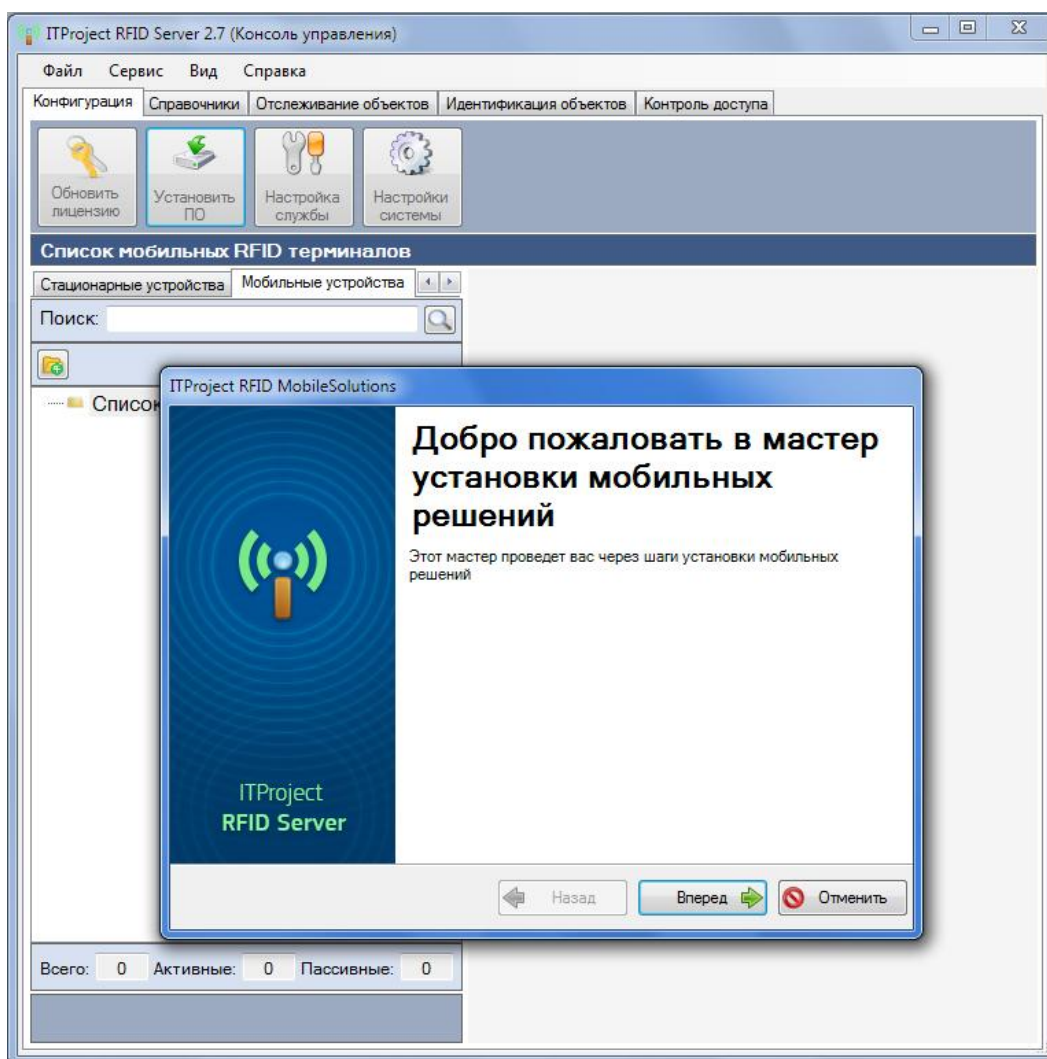 ITProject RFID Server 2.7 (Консоль управления)
Файл Сервис Вид Справка
Конфигурация Справочники Отслеживание объектов Идентификация объектов Контроль доступа
Обновить лицензию Установить ПО Настройка службы Настройки системы
Список мобильных RFID терминалов
Стационарные устройства Мобильные устройства
Поиск:
Список
ITProject RFID MobileSolutions
Добро пожаловать в мастер
установки мобильных
решений
Этот мастер проведет вас через шаги установки мобильных
решений
ITProject
RFID Server
Назад Вперед Отменить
Всего: 0 Активные: 0 Пассивные: 0